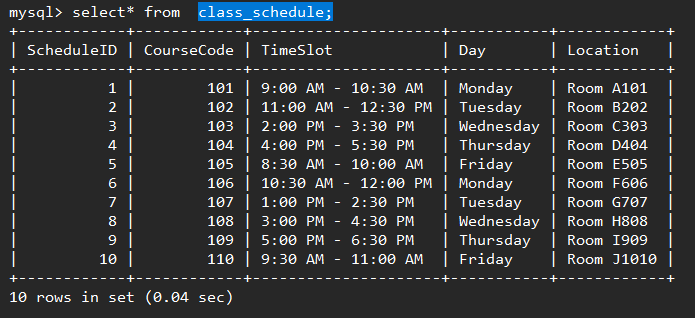 mysql> select* from  class_schedule;
+------------+------------+---------------------+-----------+------------+
| ScheduleID | CourseCode | TimeSlot            | Day       | Location   |
+------------+------------+---------------------+-----------+------------+
|          1 |        101 | 9:00 AM - 10:30 AM  | Monday    | Room A101  |
|          2 |        102 | 11:00 AM - 12:30 PM | Tuesday   | Room B202  |
|          3 |        103 | 2:00 PM - 3:30 PM   | Wednesday | Room C303  |
|          4 |        104 | 4:00 PM - 5:30 PM   | Thursday  | Room D404  |
|          5 |        105 | 8:30 AM - 10:00 AM  | Friday    | Room E505  |
|          6 |        106 | 10:30 AM - 12:00 PM | Monday    | Room F606  |
|          7 |        107 | 1:00 PM - 2:30 PM   | Tuesday   | Room G707  |
|          8 |        108 | 3:00 PM - 4:30 PM   | Wednesday | Room H808  |
|          9 |        109 | 5:00 PM - 6:30 PM   | Thursday  | Room I909  |
|         10 |        110 | 9:30 AM - 11:00 AM  | Friday    | Room J1010 |
+------------+------------+---------------------+-----------+------------+
10 rows in set (0.04 sec)